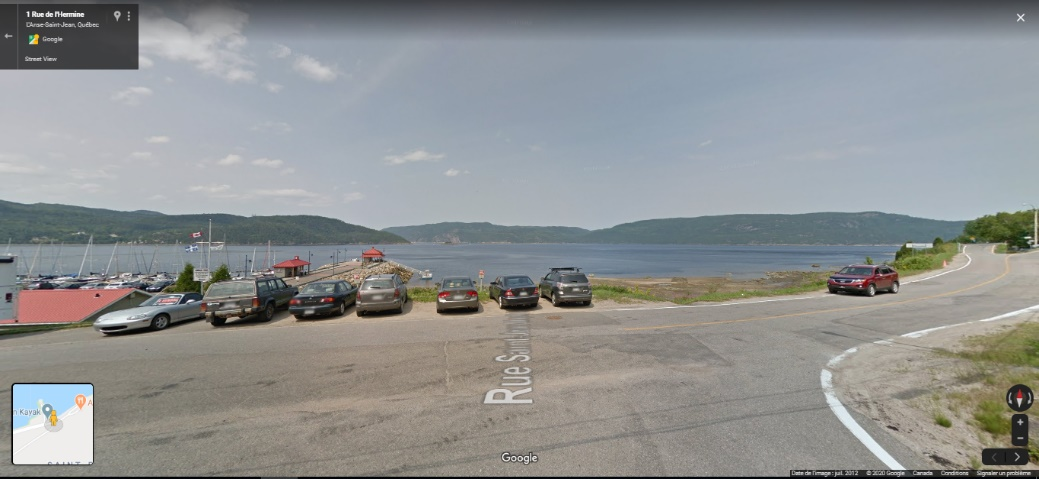 1 Rue de l'Hermine
L'Anse-Saint-Jean, Québec
Google
Street View
Rue Saint
n Kayak
A
SAINT
Google
Date de l'image : juil. 2012 © 2020 Google Canada Conditions Signaler un problème